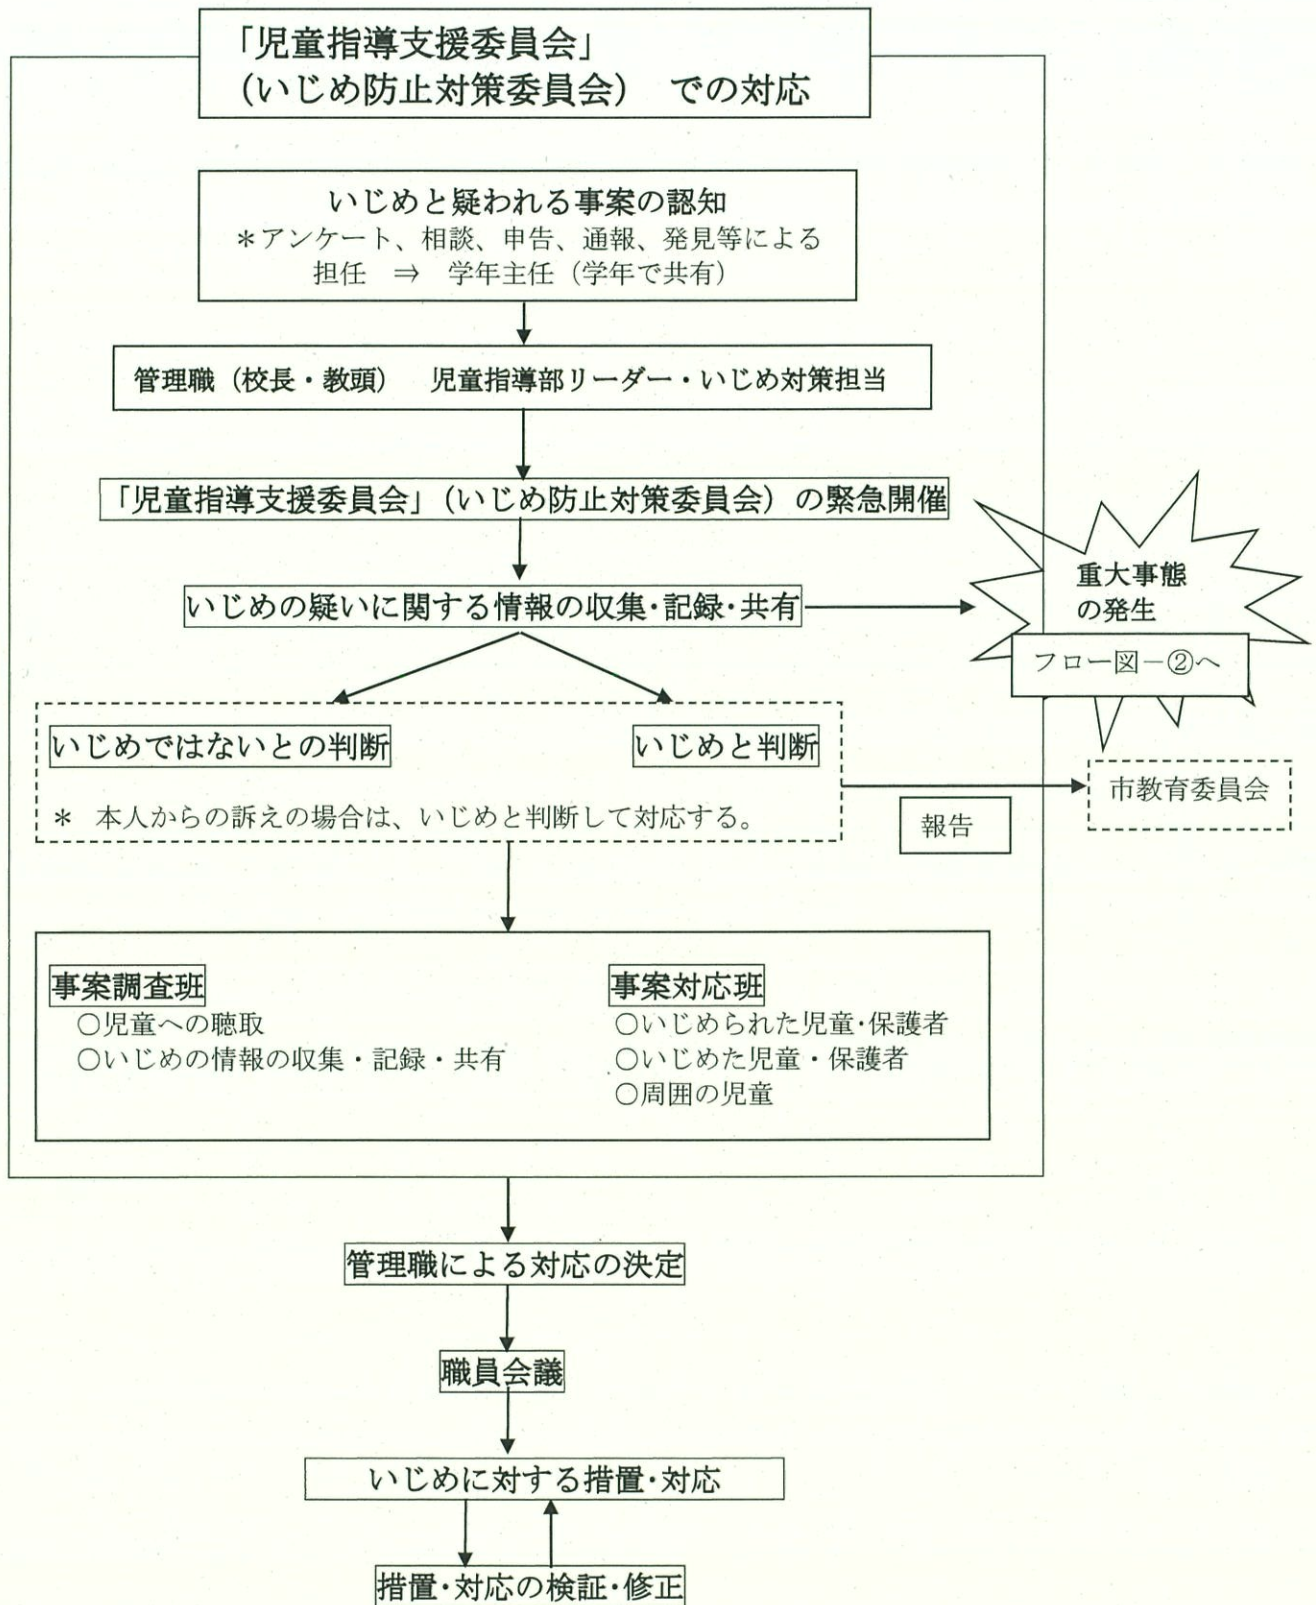 「児童指導支援委員会」
(いじめ防止対策委員会)　での対応
いじめと疑われる事案の認知
＊アンケート、相談、申告、通報、発見等による
担任　⇒　学年主任（学年で共有）
管理職（校長・教頭）　児童指導部リーダー・いじめ対策担当
「児童指導支援委員会」(いじめ防止対策委員会）の緊急開催
いじめの疑いに関する情報の収集・記録・共有
重大事態
の発生
フロー図－②へ
いじめではないとの判断　いじめと判断
＊　本人からの訴えの場合は、いじめと判断して対応する。
報告
市教育委員会
事案調査班
○児童への聴取
○いじめの情報の収集・記録・共有
事案対応班
○いじめられた児童・保護者
○いじめた児童・保護者
○周囲の児童
管理職による対応の決定
職員会議
いじめに対する措置・対応
措置・対応の検証・修正